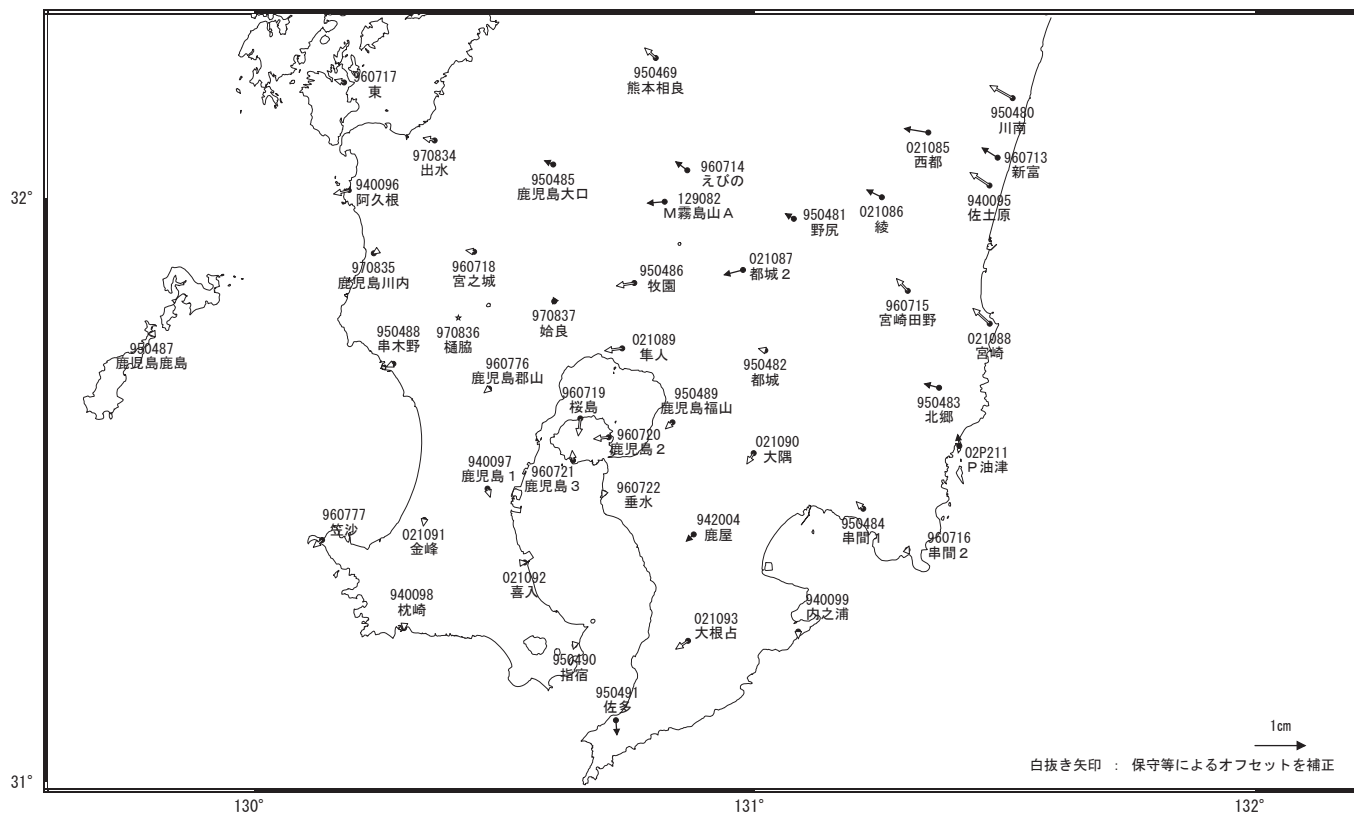 960717
東
950469
熊本相良
950480
川南
021085
西都
960713
新富
970834
出水
950485
鹿児島大口
960714
えびの
940096
阿久根
129082
M霧島山A
950481
野尻
021086
綾
940095
佐土原
32°
970835
鹿児島川内
960718
宮之城
950486
牧園
021087
都城2
960715
宮崎田野
970837
姶良
970836
樋脇
950487
鹿児島鹿島
950488
串木野
021089
隼人
950482
都城
021088
宮崎
960776
鹿児島郡山
960719
桜島
950489
鹿児島福山
950483
北郷
960720
鹿児島2
021090
大隅
02P211
P油津
940097
鹿児島1
960721
鹿児島3
960722
垂水
960777
笠沙
021091
金峰
942004
鹿屋
950484
串間1
960716
串間2
021092
喜入
940098
枕崎
021093
大根占
940099
内之浦
950490
指宿
950491
佐多
1cm
白抜き矢印 : 保守等によるオフセットを補正
31°
130°
131°
132°